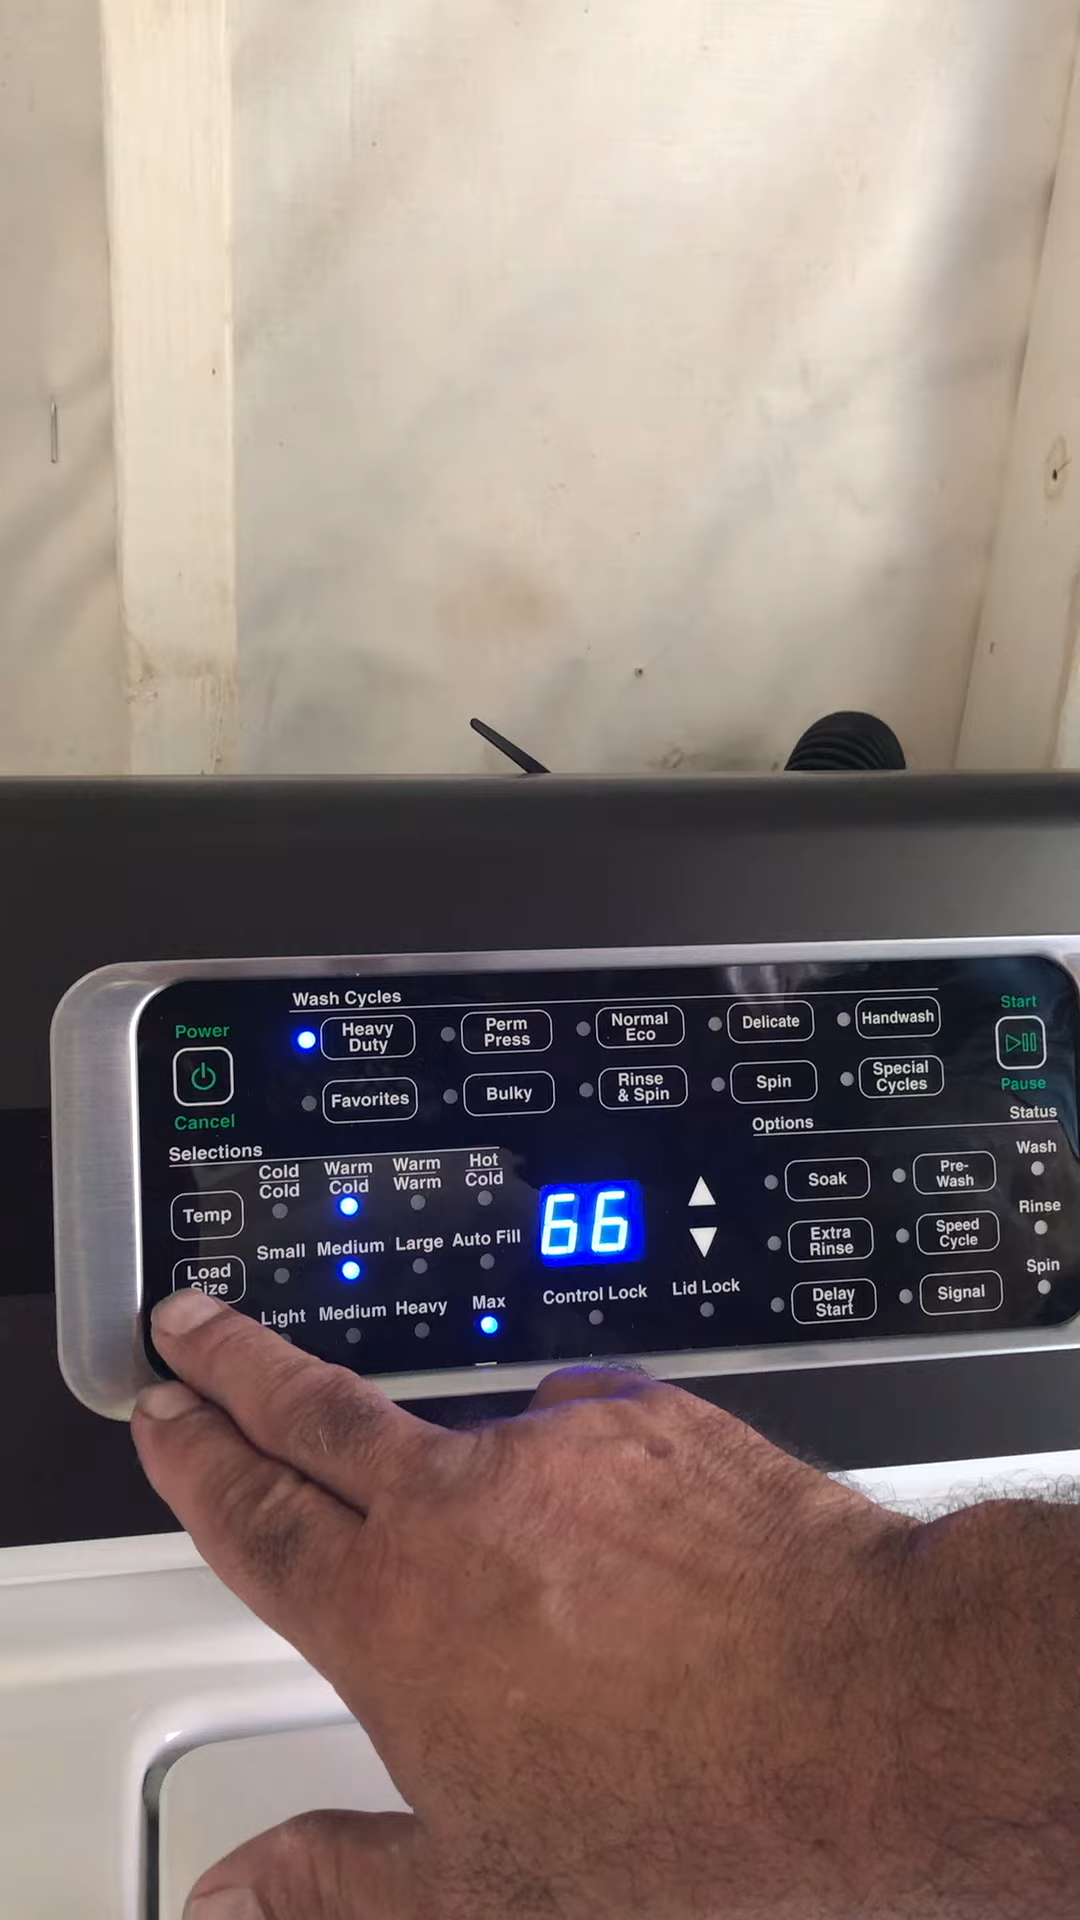 Wash Cycles
Power
Heavy Duty
Perm Press
Normal Eco
Delicate
Handwash
Start
Cancel
Favorites
Bulky
Rinse & Spin
Spin
Special Cycles
Pause
Selections
Options
Status
Cold Cold
Warm Cold
Warm Warm
Hot Cold
Temp
Soak
Pre-Wash
Wash
Small
Medium
Large
Auto Fill
66
Extra Rinse
Speed Cycle
Rinse
Load Size
Light
Medium
Heavy
Max
Control Lock
Lid Lock
Delay Start
Signal
Spin